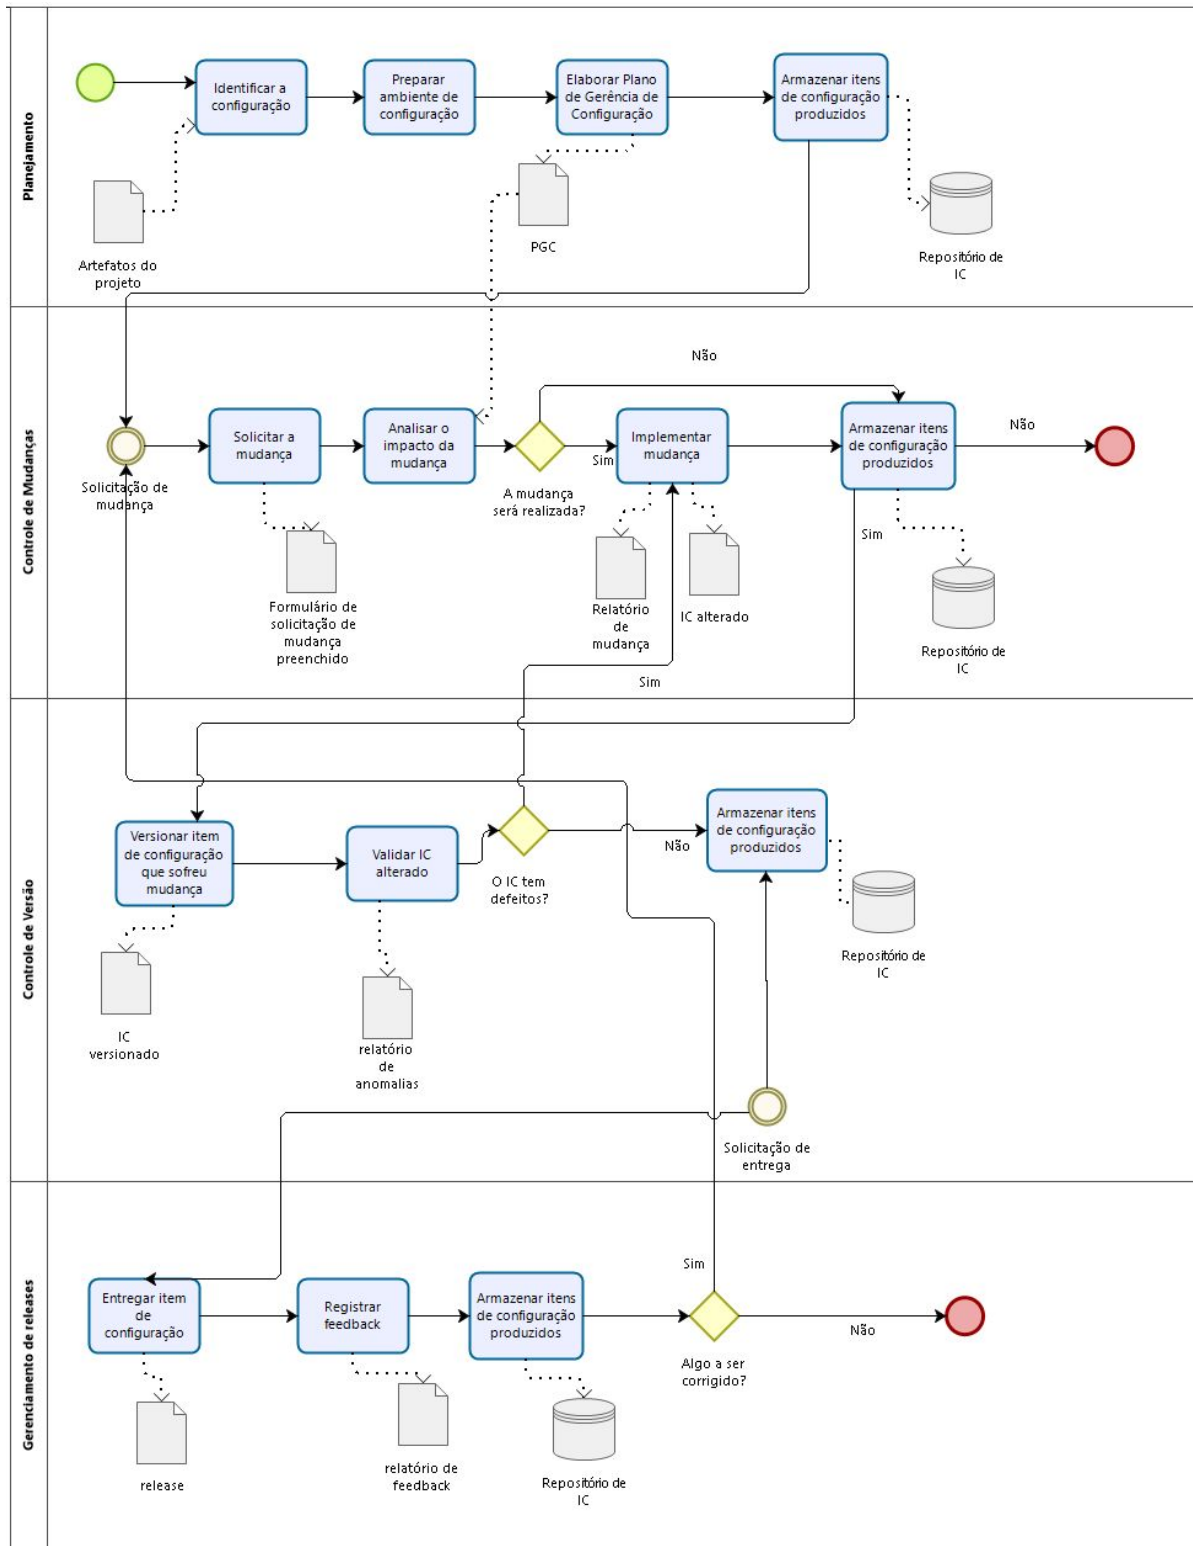 Planejamento
Identificar a
configuração
Preparar
ambiente de
configuração
Elaborar Plano
de Gerência de
Configuração
Armazenar itens
de configuração
produzidos
Artefatos do
projeto
PGC
Repositório de
IC
Controle de Mudanças
Solicitação de
mudança
Solicitar a
mudança
Analisar o
impacto da
mudança
A mudança
será realizada?
Não
Sim
Implementar
mudança
Armazenar itens
de configuração
produzidos
Não
Sim
Formulário de
solicitação de
mudança
preenchido
Relatório
de
mudança
IC alterado
Repositório de
IC
Sim
Controle de Versão
Versionar item
de configuração
que sofreu
mudança
Validar IC
alterado
O IC tem
defeitos?
Não
Armazenar itens
de configuração
produzidos
Repositório de
IC
IC
versionado
relatório
de
anomalias
Solicitação de
entrega
Gerenciamento de releases
Entregar item
de
configuração
Registrar
feedback
Armazenar itens
de configuração
produzidos
Sim
Algo a ser
corrigido?
Não
release
relatório de
feedback
Repositório de
IC